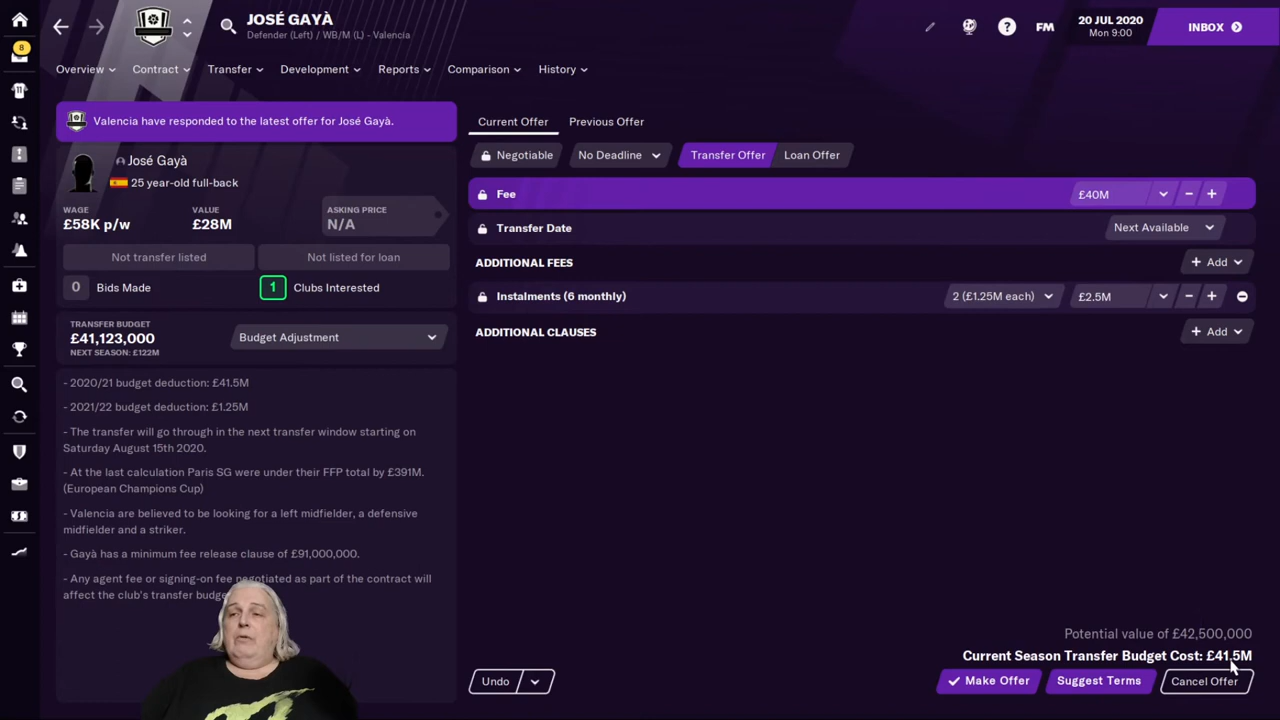 JOSÉ GAYÀ
Defender (Left) / WB/M (L) - Valencia
FM
20 JUL 2020
Mon 9:00
INBOX
8
Overview
Contract
Transfer
Development
Reports
Comparison
History
Valencia have responded to the latest offer for José Gayà.
José Gayà
25 year-old full-back
WAGE
£58K p/w
VALUE
£28M
ASKING PRICE
N/A
Not transfer listed
Not listed for loan
0 Bids Made
1 Clubs Interested
TRANSFER BUDGET
£41,123,000
NEXT SEASON: £122M
Budget Adjustment
- 2020/21 budget deduction: £41.5M
- 2021/22 budget deduction: £1.25M
- The transfer will go through in the next transfer window starting on
Saturday August 15th 2020.
- At the last calculation Paris SG were under their FFP total by £391M.
(European Champions Cup)
- Valencia are believed to be looking for a left midfielder, a defensive
midfielder and a striker.
- Gayà has a minimum fee release clause of £91,000,000.
- Any agent fee or signing-on fee negotiated as part of the contract will
affect the club's transfer budge
Current Offer
Previous Offer
Negotiable
No Deadline
Transfer Offer
Loan Offer
Fee
£40M
Transfer Date
Next Available
ADDITIONAL FEES
+ Add
Instalments (6 monthly)
2 (£1.25M each)
£2.5M
ADDITIONAL CLAUSES
+ Add
Potential value of £42,500,000
Current Season Transfer Budget Cost: £41.5M
Undo
Make Offer
Suggest Terms
Cancel Offer